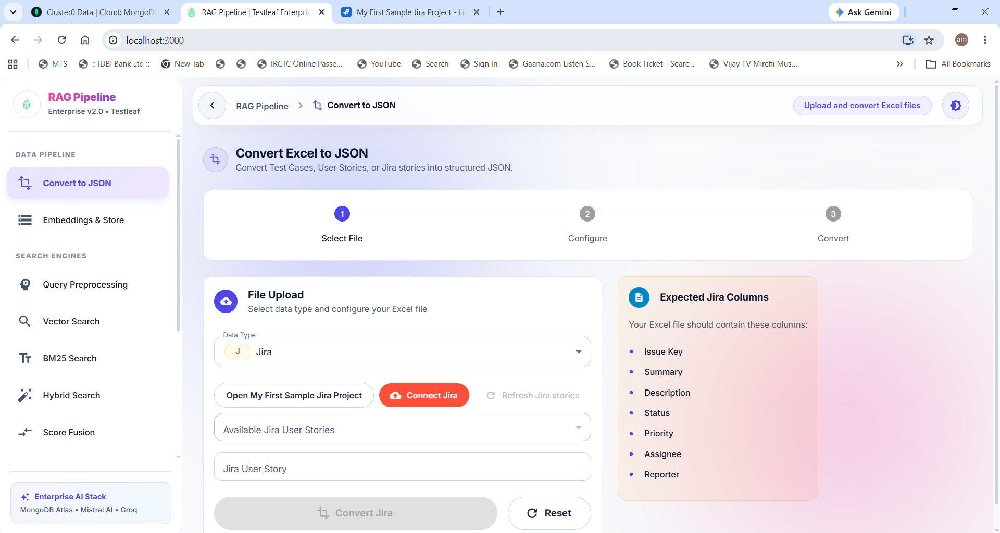 Cluster0 Data | Cloud: MongoD
RAG Pipeline | Testleaf Enterpris
My First Sample Jira Project - Li
Ask Gemini
localhost:3000
am
MTS
:: IDBI Bank Ltd ::
New Tab
IRCTC Online Passe...
YouTube
Search
Sign In
Gaana.com Listen S...
Book Ticket - Searc...
Vijay TV Mirchi Mus...
All Bookmarks
RAG Pipeline
Enterprise v2.0 • Testleaf
DATA PIPELINE
Convert to JSON
Embeddings & Store
SEARCH ENGINES
Query Preprocessing
Vector Search
BM25 Search
Hybrid Search
Score Fusion
Enterprise AI Stack
MongoDB Atlas • Mistral AI • Groq
RAG Pipeline
Convert to JSON
Upload and convert Excel files
Convert Excel to JSON
Convert Test Cases, User Stories, or Jira stories into structured JSON.
1
2
3
Select File
Configure
Convert
File Upload
Select data type and configure your Excel file
Data Type
J
Jira
Open My First Sample Jira Project
Connect Jira
Refresh Jira stories
Available Jira User Stories
Jira User Story
Convert Jira
Reset
Expected Jira Columns
Your Excel file should contain these columns:
Issue Key
Summary
Description
Status
Priority
Assignee
Reporter